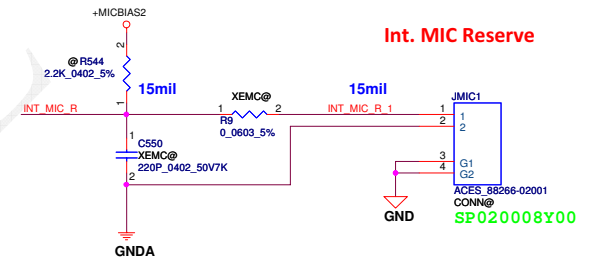 +MICBIAS2
Int. MIC Reserve
2
@ R544
2.2K_0402_5%
1
15mil
XEMC@
15mil
JMIC1
INT_MIC_R
1
2
INT_MIC_R_1
1
1
R9
2
2
0_0603_5%
1
C550
XEMC@
220P_0402_50V7K
2
3
G1
4
G2
ACES_88266-02001
CONN@
GND
SP020008Y00
GNDA